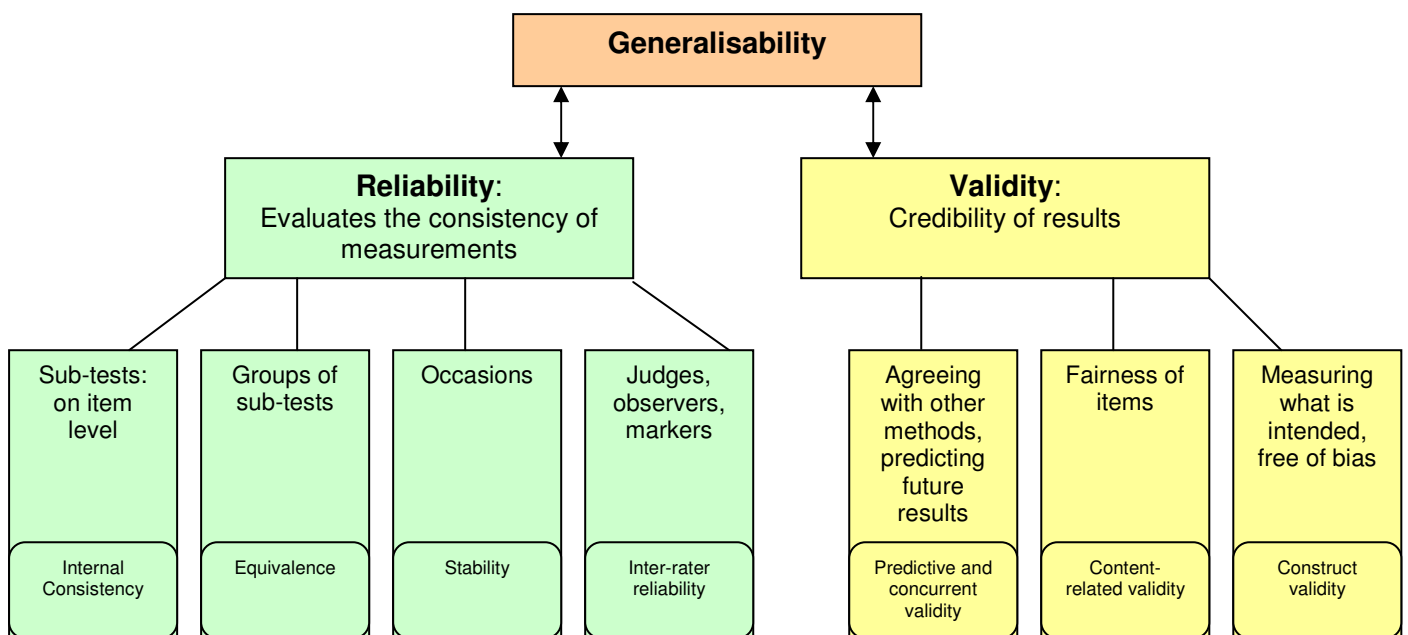 Generalisability
Reliability:
Evaluates the consistency of
measurements
Validity:
Credibility of results
Sub-tests:
on item
level
Internal
Consistency
Groups of
sub-tests
Equivalence
Occasions
Stability
Judges,
observers,
markers
Inter-rater
reliability
Agreeing
with other
methods,
predicting
future
results
Predictive and
concurrent
validity
Fairness of
items
Content-
related validity
Measuring
what is
intended,
free of bias
Construct
validity